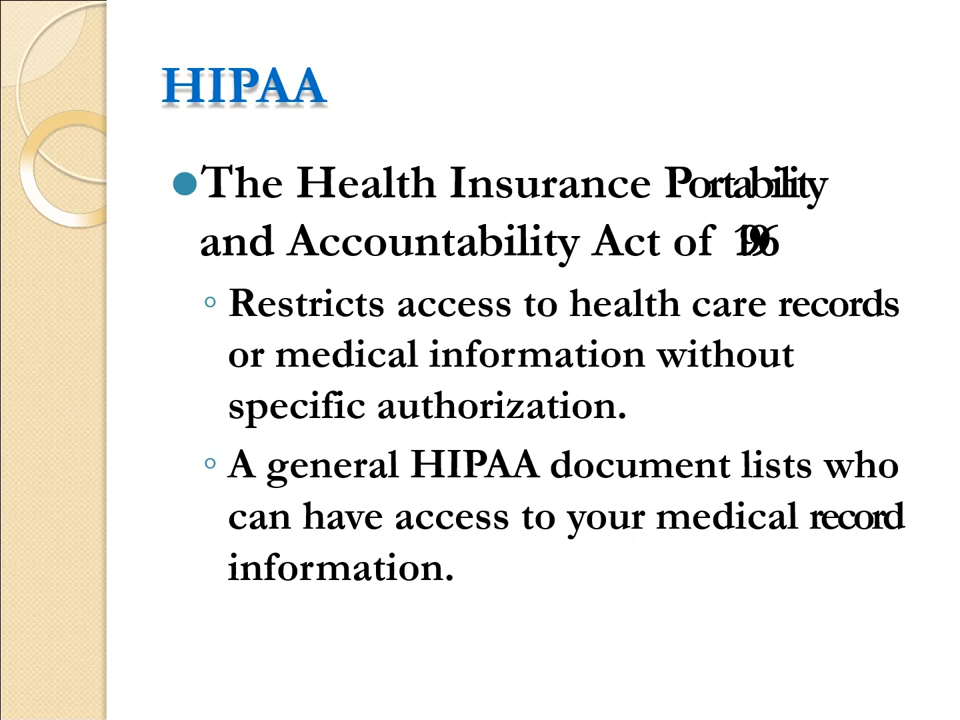 HIPAA
The Health Insurance Portability
and Accountability Act of 1996
Restricts access to health care records
or medical information without
specific authorization.
A general HIPAA document lists who
can have access to your medical record
information.